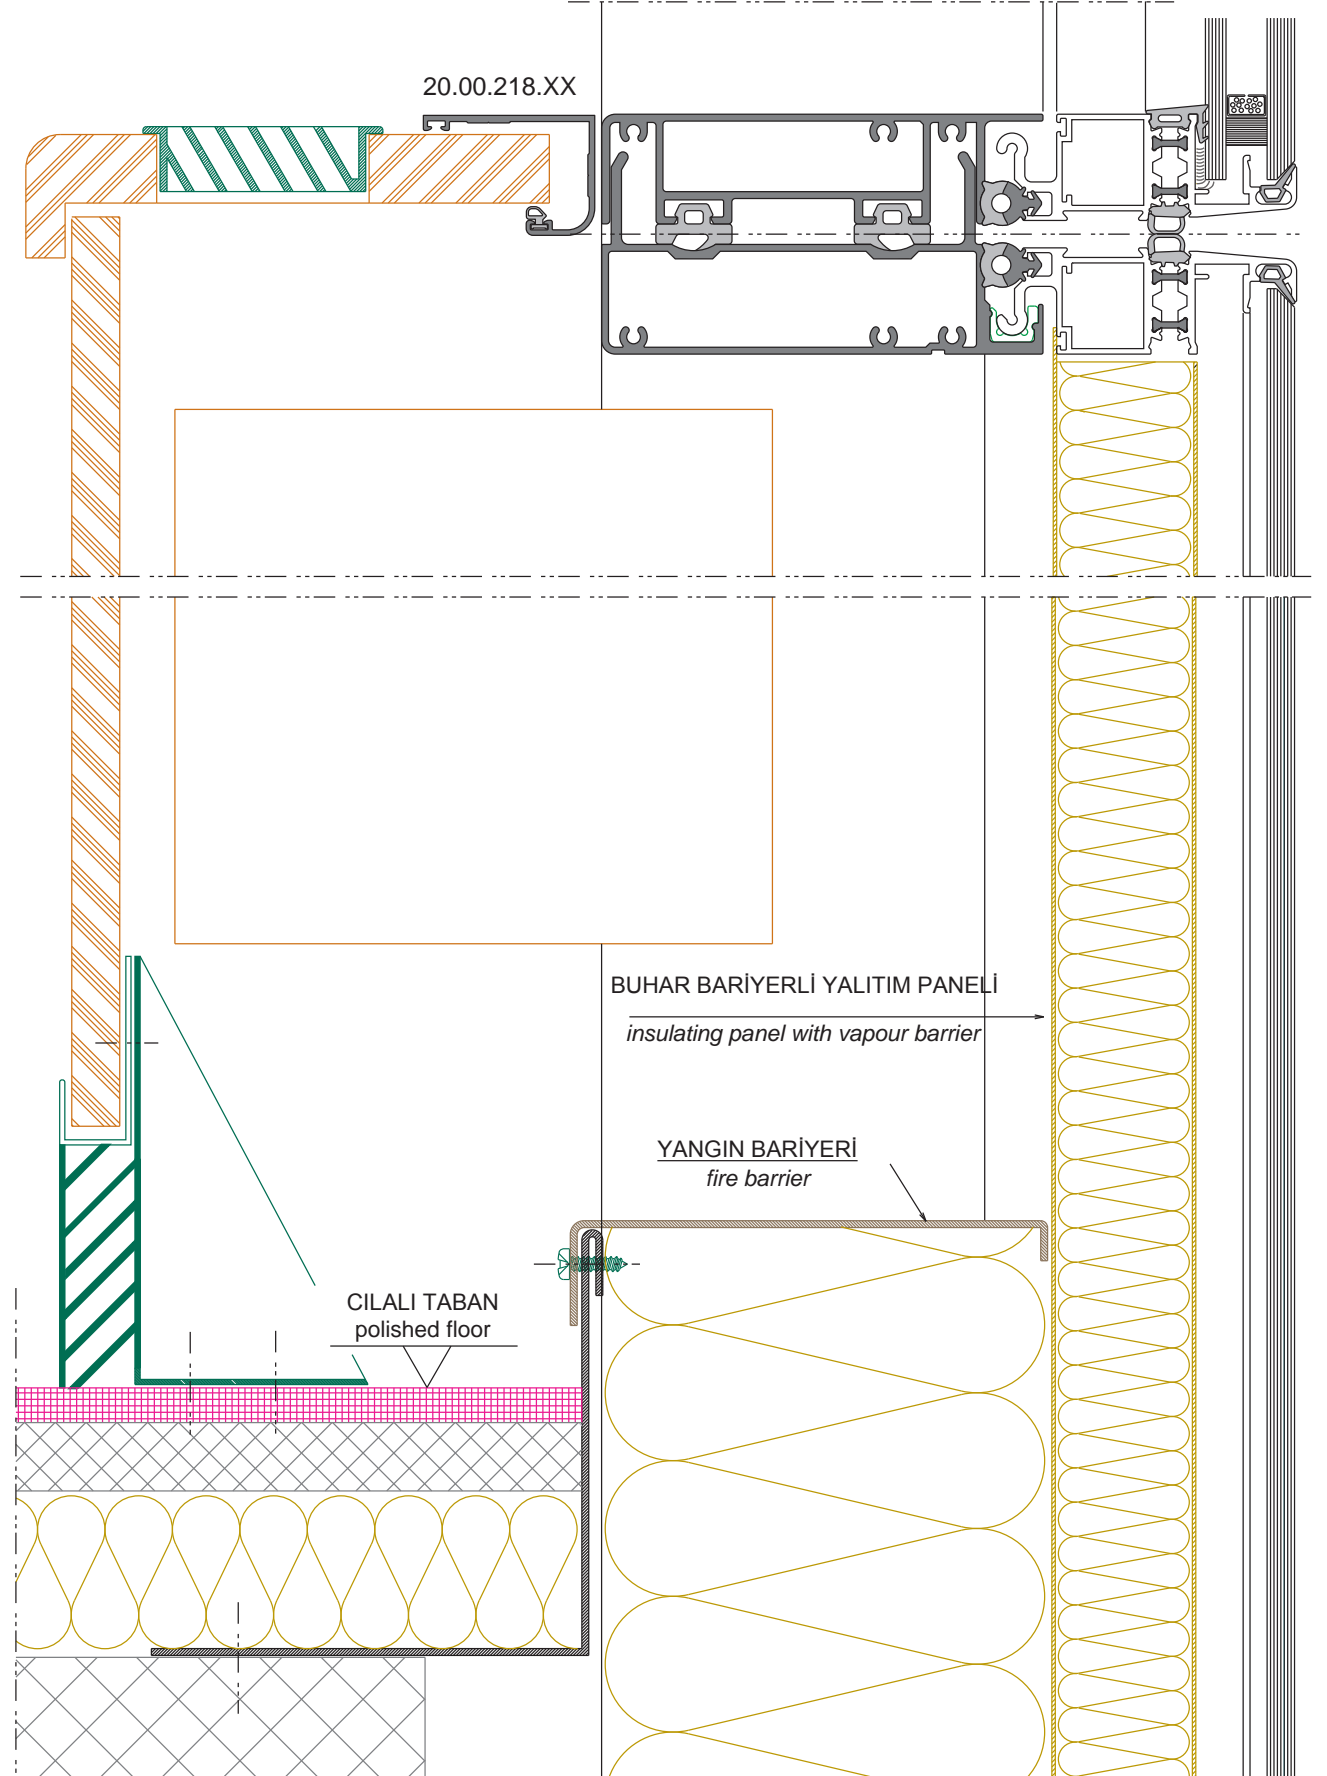 20.00.218.XX
BUHAR BARİYERLİ YALITIM PANELİ
insulating panel with vapour barrier
YANGIN BARİYERİ
fire barrier
CILALI TABAN
polished floor